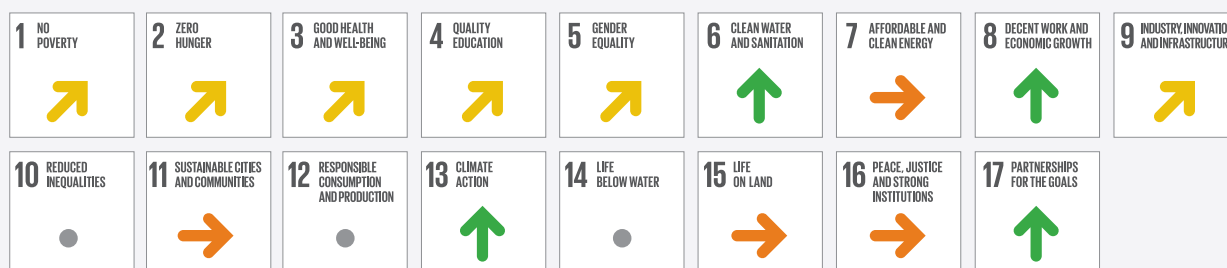 1 NO
POVERTY
2 ZERO
HUNGER
3 GOOD HEALTH
AND WELL-BEING
4 QUALITY
EDUCATION
5 GENDER
EQUALITY
6 CLEAN WATER
AND SANITATION
7 AFFORDABLE AND
CLEAN ENERGY
8 DECENT WORK AND
ECONOMIC GROWTH
9 INDUSTRY, INNOVATIO
AND INFRASTRUCTUR
10 REDUCED
INEQUALITIES
11 SUSTAINABLE CITIES
AND COMMUNITIES
12 RESPONSIBLE
CONSUMPTION
AND PRODUCTION
13 CLIMATE
ACTION
14 LIFE
BELOW WATER
15 LIFE
ON LAND
16 PEACE, JUSTICE
AND STRONG
INSTITUTIONS
17 PARTNERSHIPS
FOR THE GOALS